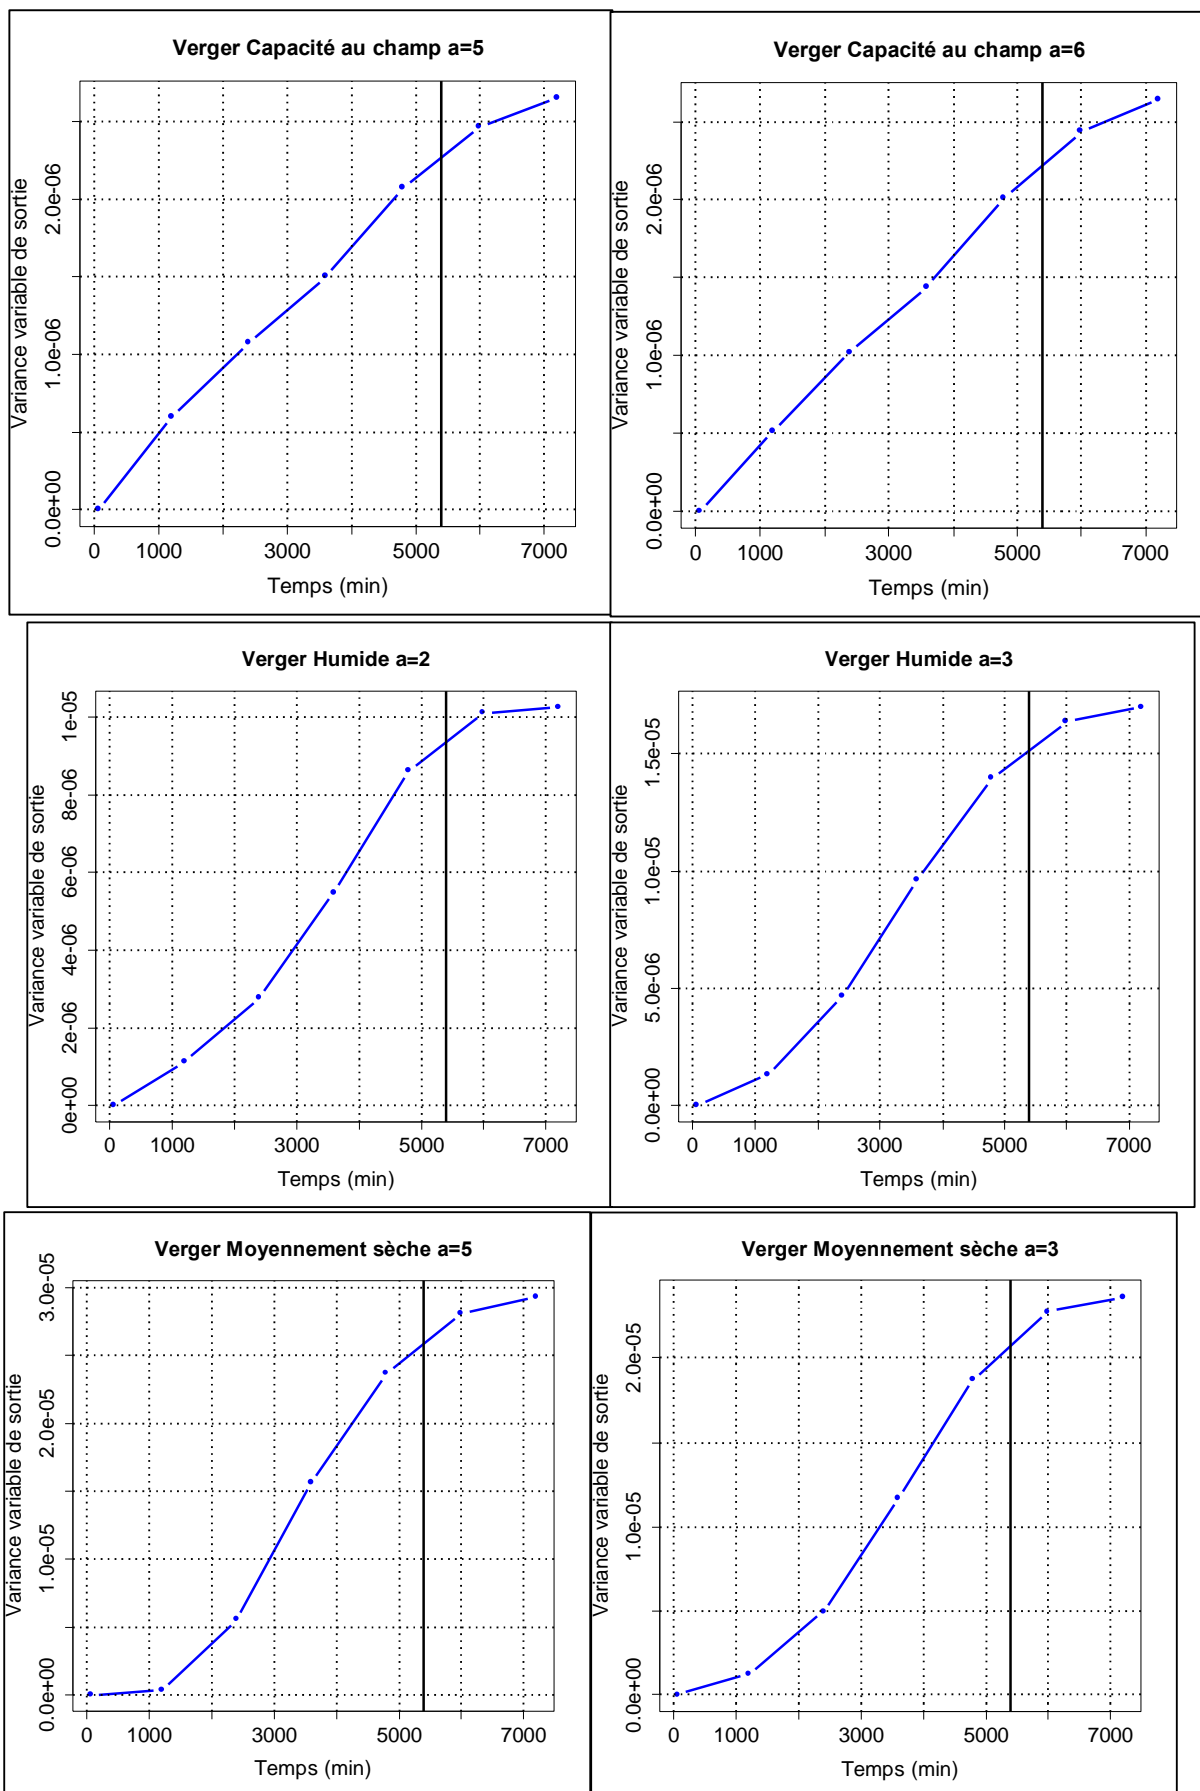 Verger Capacité au champ a=5
Variance variable de sortie
2.0e-06
1.0e-06
0.0e+00
0 1000 3000 5000 7000
Temps (min)
Verger Capacité au champ a=6
Variance variable de sortie
2.0e-06
1.0e-06
0.0e+00
0 1000 3000 5000 7000
Temps (min)
Verger Humide a=2
Variance variable de sortie
1e-05
8e-06
6e-06
4e-06
2e-06
0e+00
0 1000 3000 5000 7000
Temps (min)
Verger Humide a=3
Variance variable de sortie
1.5e-05
1.0e-05
5.0e-06
0.0e+00
0 1000 3000 5000 7000
Temps (min)
Verger Moyennement sèche a=5
Variance variable de sortie
3.0e-05
2.0e-05
1.0e-05
0.0e+00
0 1000 3000 5000 7000
Temps (min)
Verger Moyennement sèche a=3
Variance variable de sortie
2.0e-05
1.0e-05
0.0e+00
0 1000 3000 5000 7000
Temps (min)